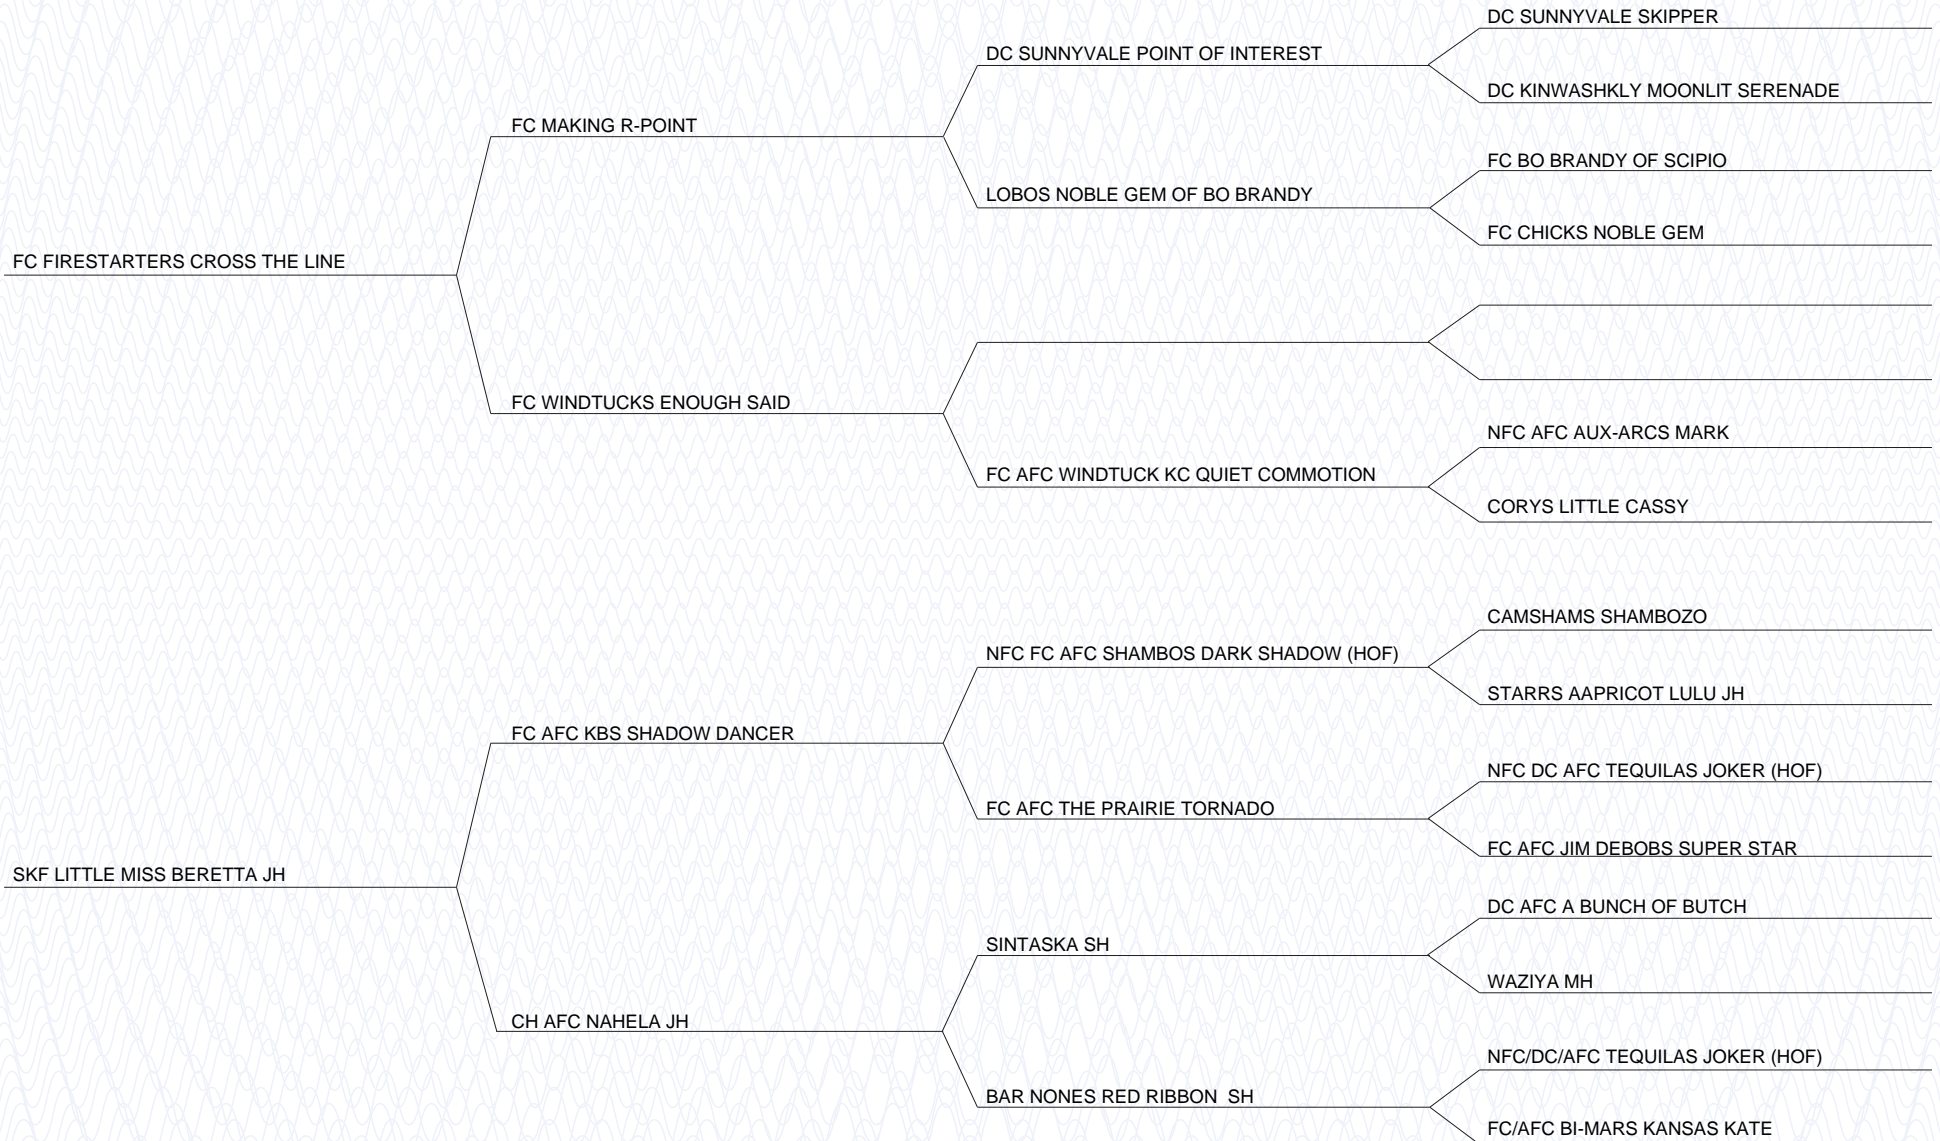 DC SUNNYVALE SKIPPER
DC SUNNYVALE POINT OF INTEREST
DC KINWASHKLY MOONLIT SERENADE
FC MAKING R-POINT
FC BO BRANDY OF SCIPIO
LOBOS NOBLE GEM OF BO BRANDY
FC CHICKS NOBLE GEM
FC FIRESTARTERS CROSS THE LINE
FC WINDTUCKS ENOUGH SAID
NFC AFC AUX-ARCS MARK
FC AFC WINDTUCK KC QUIET COMMOTION
CORYS LITTLE CASSY
CAMSHAMS SHAMBOZO
NFC FC AFC SHAMBOS DARK SHADOW (HOF)
STARRS AAPRICOT LULU JH
FC AFC KBS SHADOW DANCER
NFC DC AFC TEQUILAS JOKER (HOF)
FC AFC THE PRAIRIE TORNADO
FC AFC JIM DEBOBS SUPER STAR
SKF LITTLE MISS BERETTA JH
DC AFC A BUNCH OF BUTCH
SINTASKA SH
WAZIYA MH
CH AFC NAHELA JH
NFC/DC/AFC TEQUILAS JOKER (HOF)
BAR NONES RED RIBBON  SH
FC/AFC BI-MARS KANSAS KATE